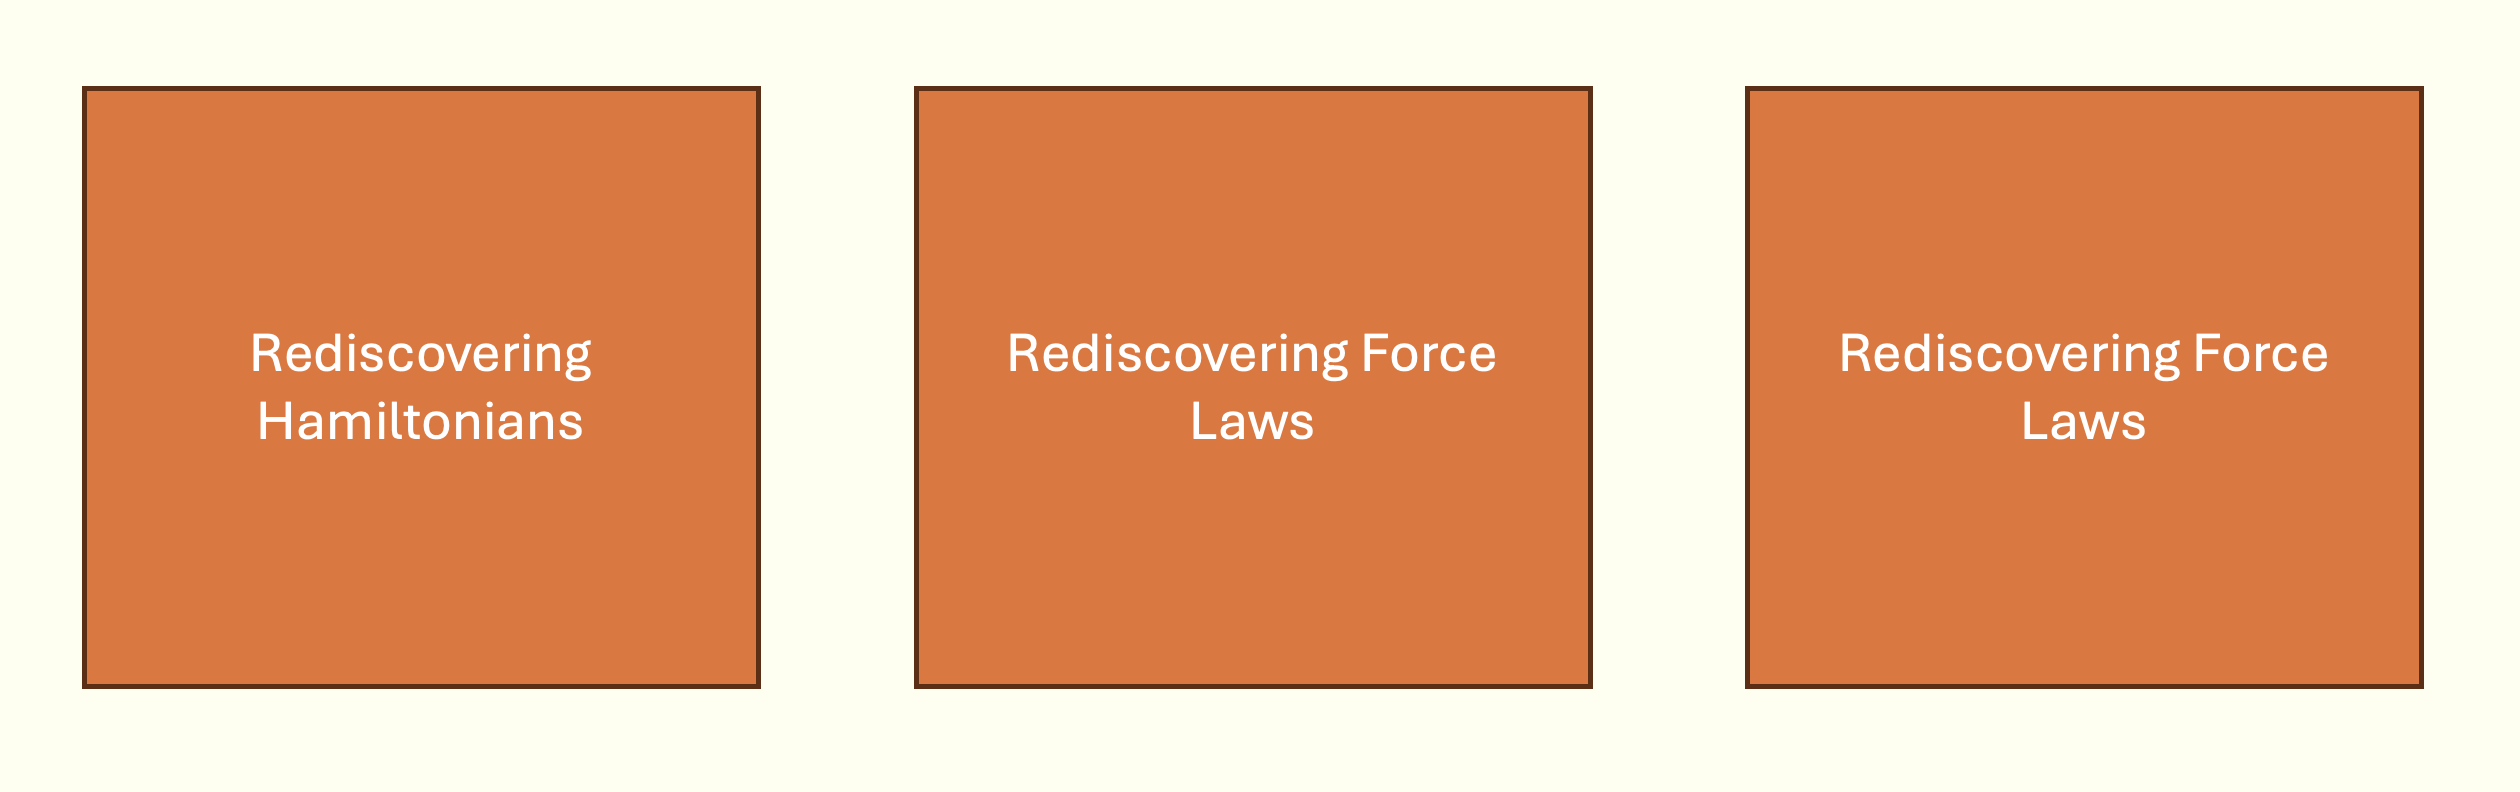 Rediscovering
Hamiltonians
Rediscovering Force
Laws
Rediscovering Force
Laws